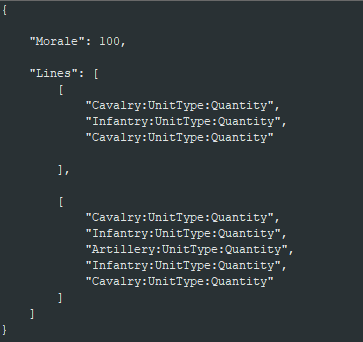 {
"Morale": 100,
"Lines": [
[
"Cavalry:UnitType:Quantity",
"Infantry:UnitType:Quantity",
"Cavalry:UnitType:Quantity"
],
[
"Cavalry:UnitType:Quantity",
"Infantry:UnitType:Quantity",
"Artillery:UnitType:Quantity",
"Infantry:UnitType:Quantity",
"Cavalry:UnitType:Quantity"
]
]
}